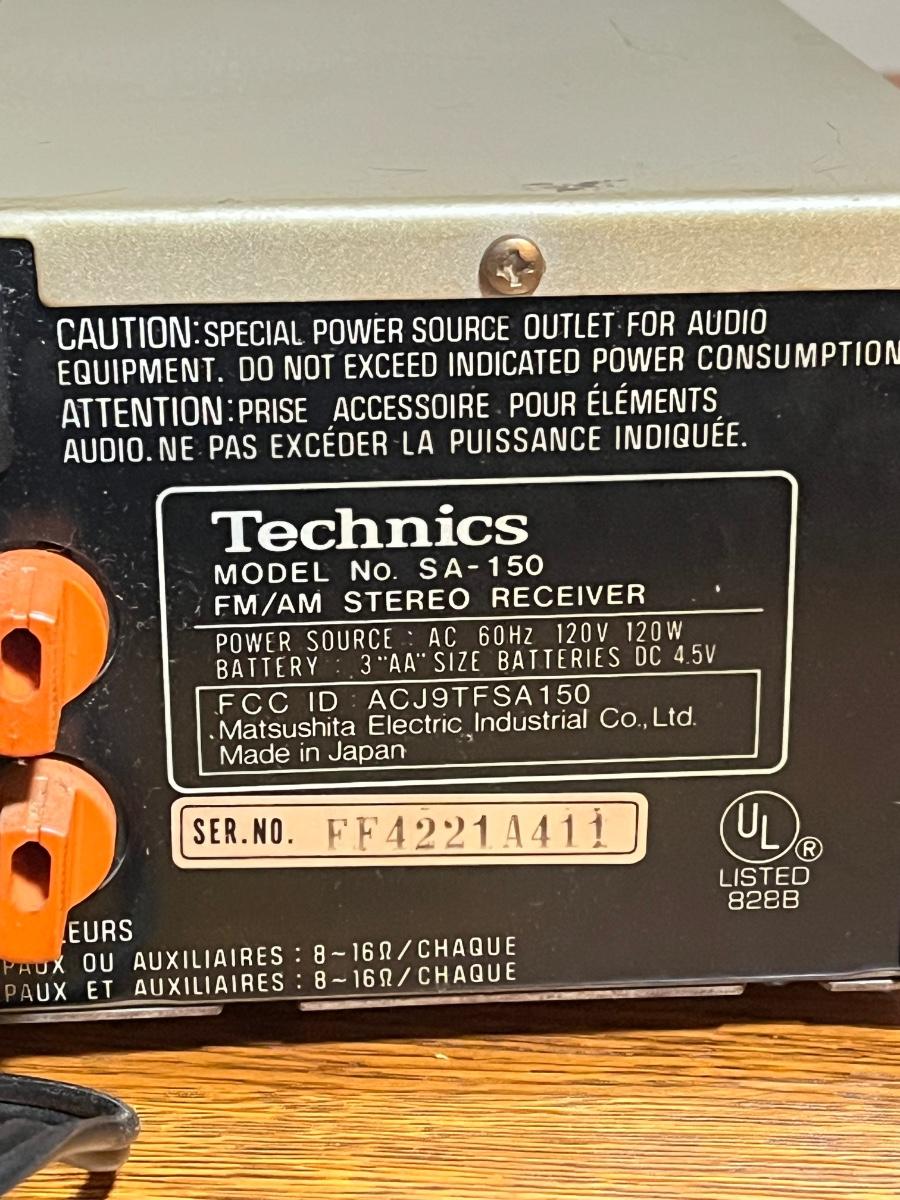 CAUTION: SPECIAL POWER SOURCE OUTLET FOR AUDIO
EQUIPMENT. DO NOT EXCEED INDICATED POWER CONSUMPTION
ATTENTION: PRISE ACCESSOIRE POUR ÉLÉMENTS
AUDIO. NE PAS EXCÉDER LA PUISSANCE INDIQUÉE.
Technics
MODEL No. SA-150
FM/AM STEREO RECEIVER
POWER SOURCE : AC 60Hz 120V 120W
BATTERY : 3 "AA" SIZE BATTERIES DC 4.5V
FCC ID : ACJ9TFSA150
Matsushita Electric Industrial Co., Ltd.
Made in Japan
SER.NO. FF4221A411
UL ®
LISTED
828B
EURS
PAUX OU AUXILIAIRES : 8~16Ω/CHAQUE
PAUX ET AUXILIAIRES : 8~16Ω/CHAQUE